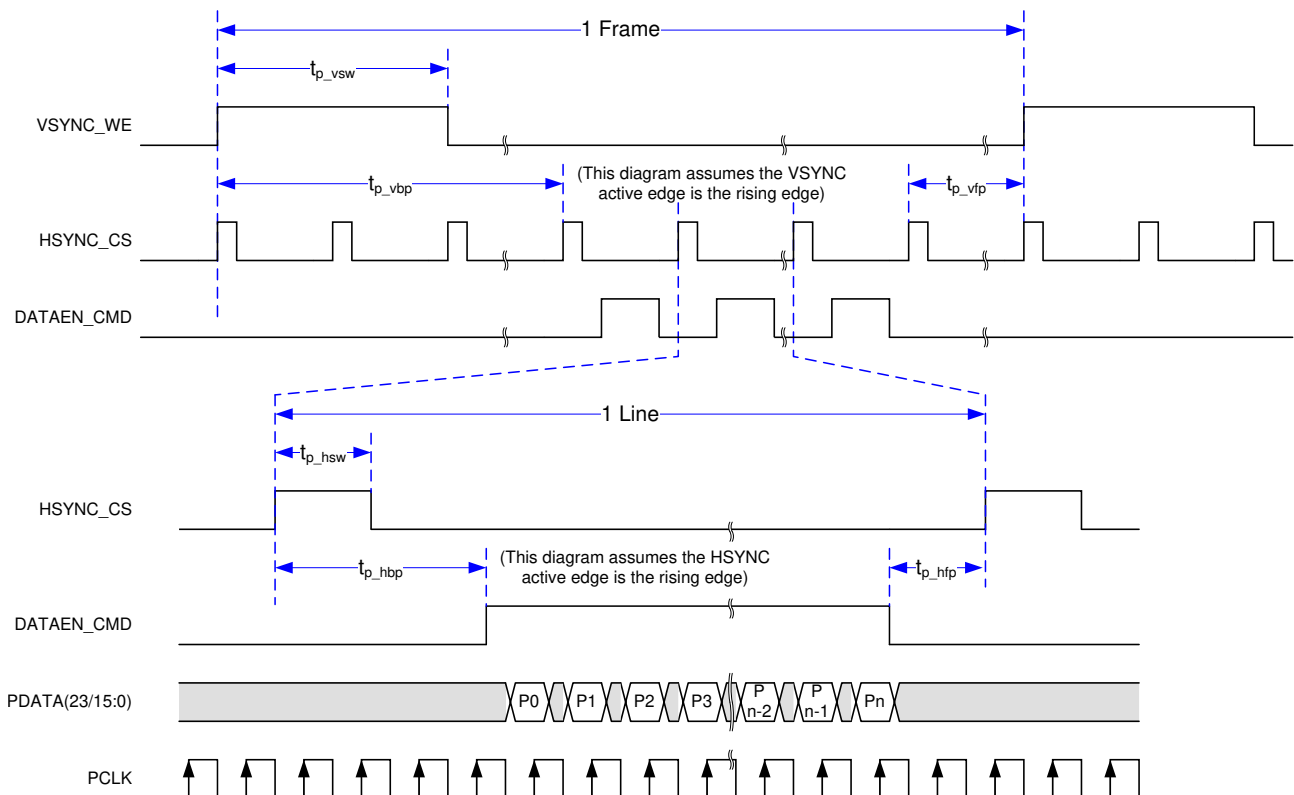 1 Frame
tp_vsw
VSYNC_WE
tp_vbp
(This diagram assumes the VSYNC
active edge is the rising edge)
tp_vfp
HSYNC_CS
DATAEN_CMD
1 Line
tp_hsw
HSYNC_CS
tp_hbp
(This diagram assumes the HSYNC
active edge is the rising edge)
tp_hfp
DATAEN_CMD
PDATA(23/15:0)
P0
P1
P2
P3
P
n-2
P
n-1
Pn
PCLK